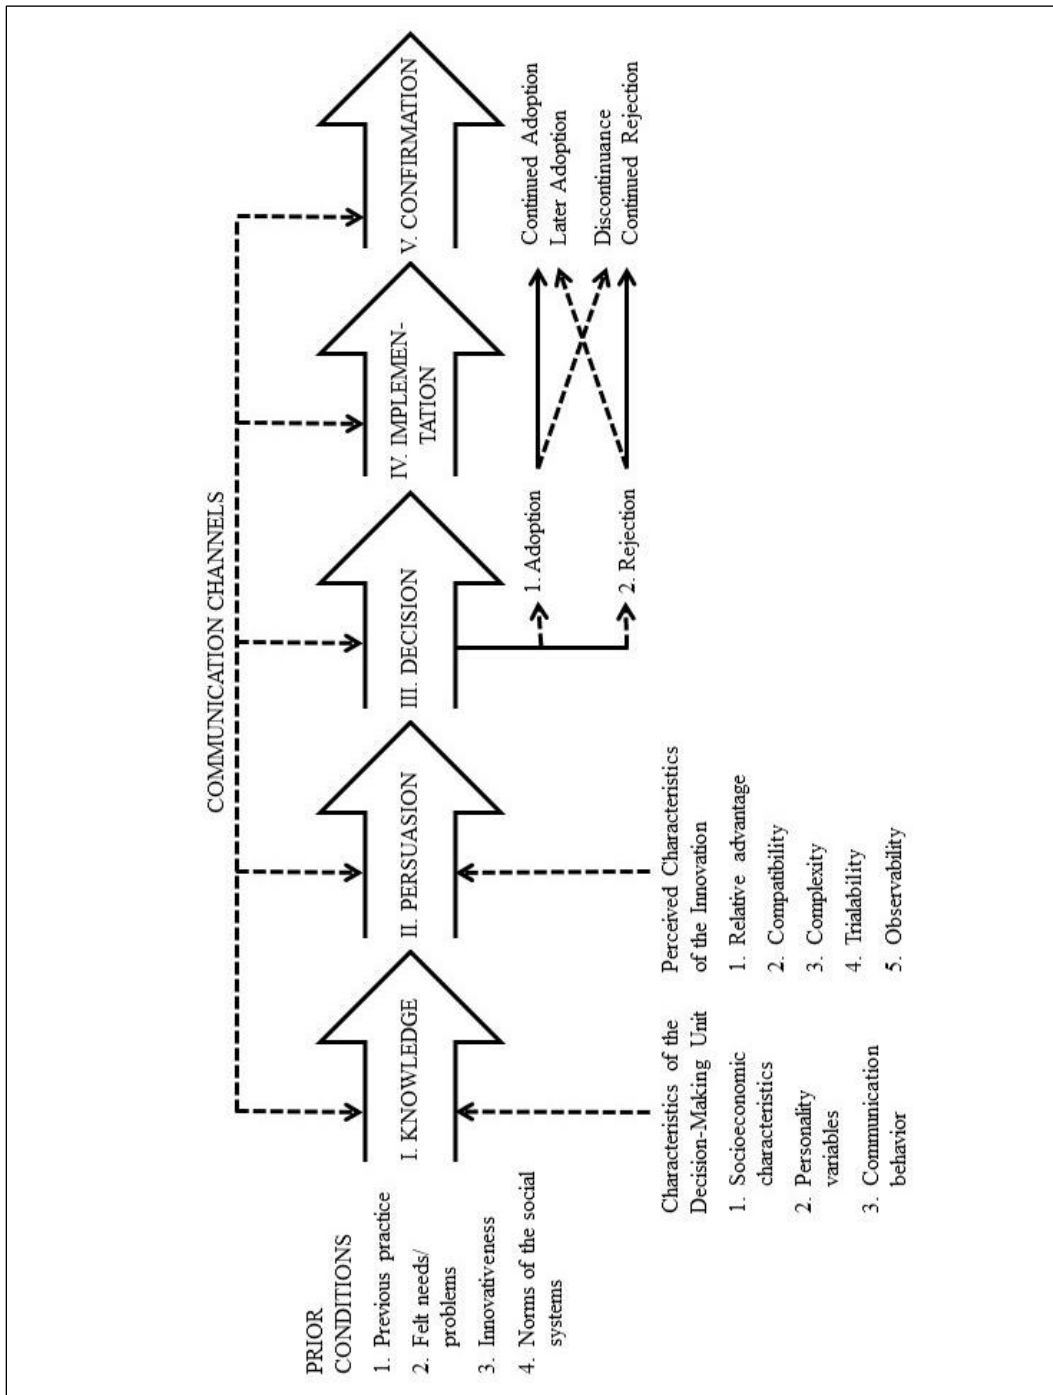 COMMUNICATION CHANNELS
PRIOR
CONDITIONS
1. Previous practice
2. Felt needs/
problems
3. Innovativeness
4. Norms of the social
systems
I. KNOWLEDGE
II. PERSUASION
III. DECISION
IV. IMPLEMEN-
TATION
V. CONFIRMATION
1. Adoption
2. Rejection
Continued Adoption
Later Adoption
Discontinuance
Continued Rejection
Characteristics of the
Decision-Making Unit
1. Socioeconomic
characteristics
2. Personality
variables
3. Communication
behavior
Perceived Characteristics
of the Innovation
1. Relative advantage
2. Compatibility
3. Complexity
4. Trialability
5. Observability